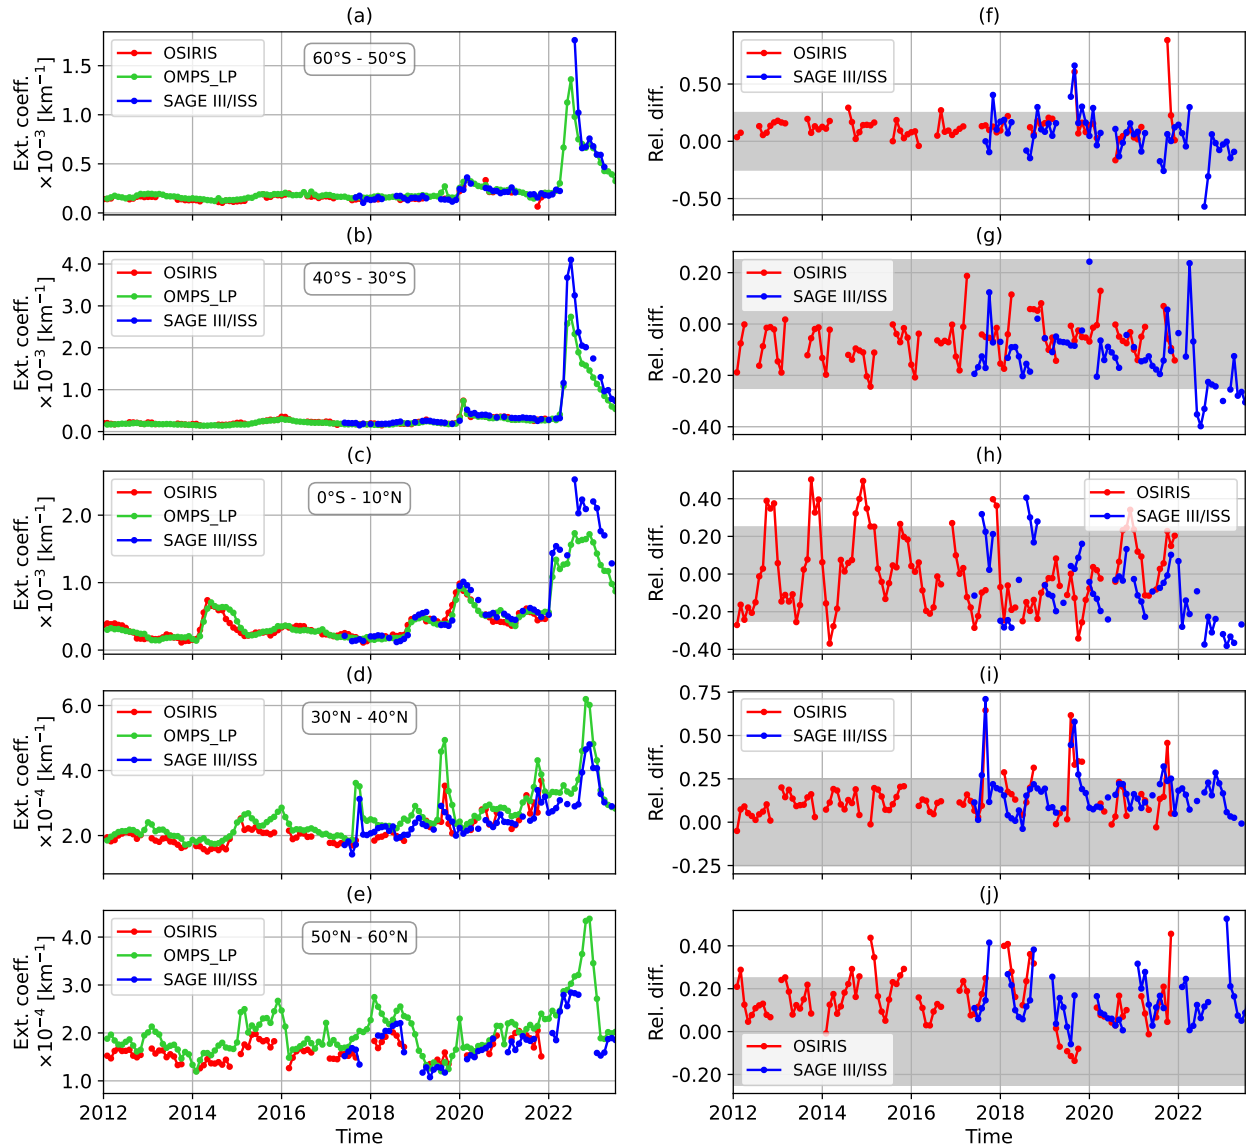 (a)
Ext. coeff.
×10⁻³ [km⁻¹]
1.5
1.0
0.5
0.0
OSIRIS
OMPS_LP
SAGE III/ISS
60°S - 50°S
(f)
Rel. diff.
0.50
0.00
-0.50
OSIRIS
SAGE III/ISS
(b)
Ext. coeff.
×10⁻³ [km⁻¹]
4.0
3.0
2.0
1.0
0.0
OSIRIS
OMPS_LP
SAGE III/ISS
40°S - 30°S
(g)
Rel. diff.
0.20
0.00
-0.20
-0.40
OSIRIS
SAGE III/ISS
(c)
Ext. coeff.
×10⁻³ [km⁻¹]
2.0
1.0
0.0
OSIRIS
OMPS_LP
SAGE III/ISS
0°S - 10°N
(h)
Rel. diff.
0.40
0.20
0.00
-0.20
-0.40
OSIRIS
SAGE III/ISS
(d)
Ext. coeff.
×10⁻⁴ [km⁻¹]
6.0
4.0
2.0
OSIRIS
OMPS_LP
SAGE III/ISS
30°N - 40°N
(i)
Rel. diff.
0.75
0.50
0.25
0.00
-0.25
OSIRIS
SAGE III/ISS
(e)
Ext. coeff.
×10⁻⁴ [km⁻¹]
4.0
3.0
2.0
1.0
OSIRIS
OMPS_LP
SAGE III/ISS
50°N - 60°N
2012 2014 2016 2018 2020 2022
Time
(j)
Rel. diff.
0.40
0.20
0.00
-0.20
OSIRIS
SAGE III/ISS
2012 2014 2016 2018 2020 2022
Time